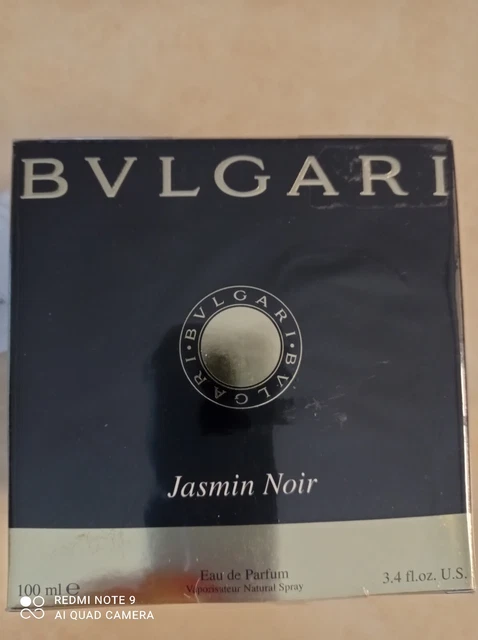 BVLGARI
BVLGARI • BVLGARI •
Jasmin Noir
Eau de Parfum
Vaporisateur Natural Spray
100 ml ℮
3.4 fl.oz. U.S.
REDMI NOTE 9
AI QUAD CAMERA